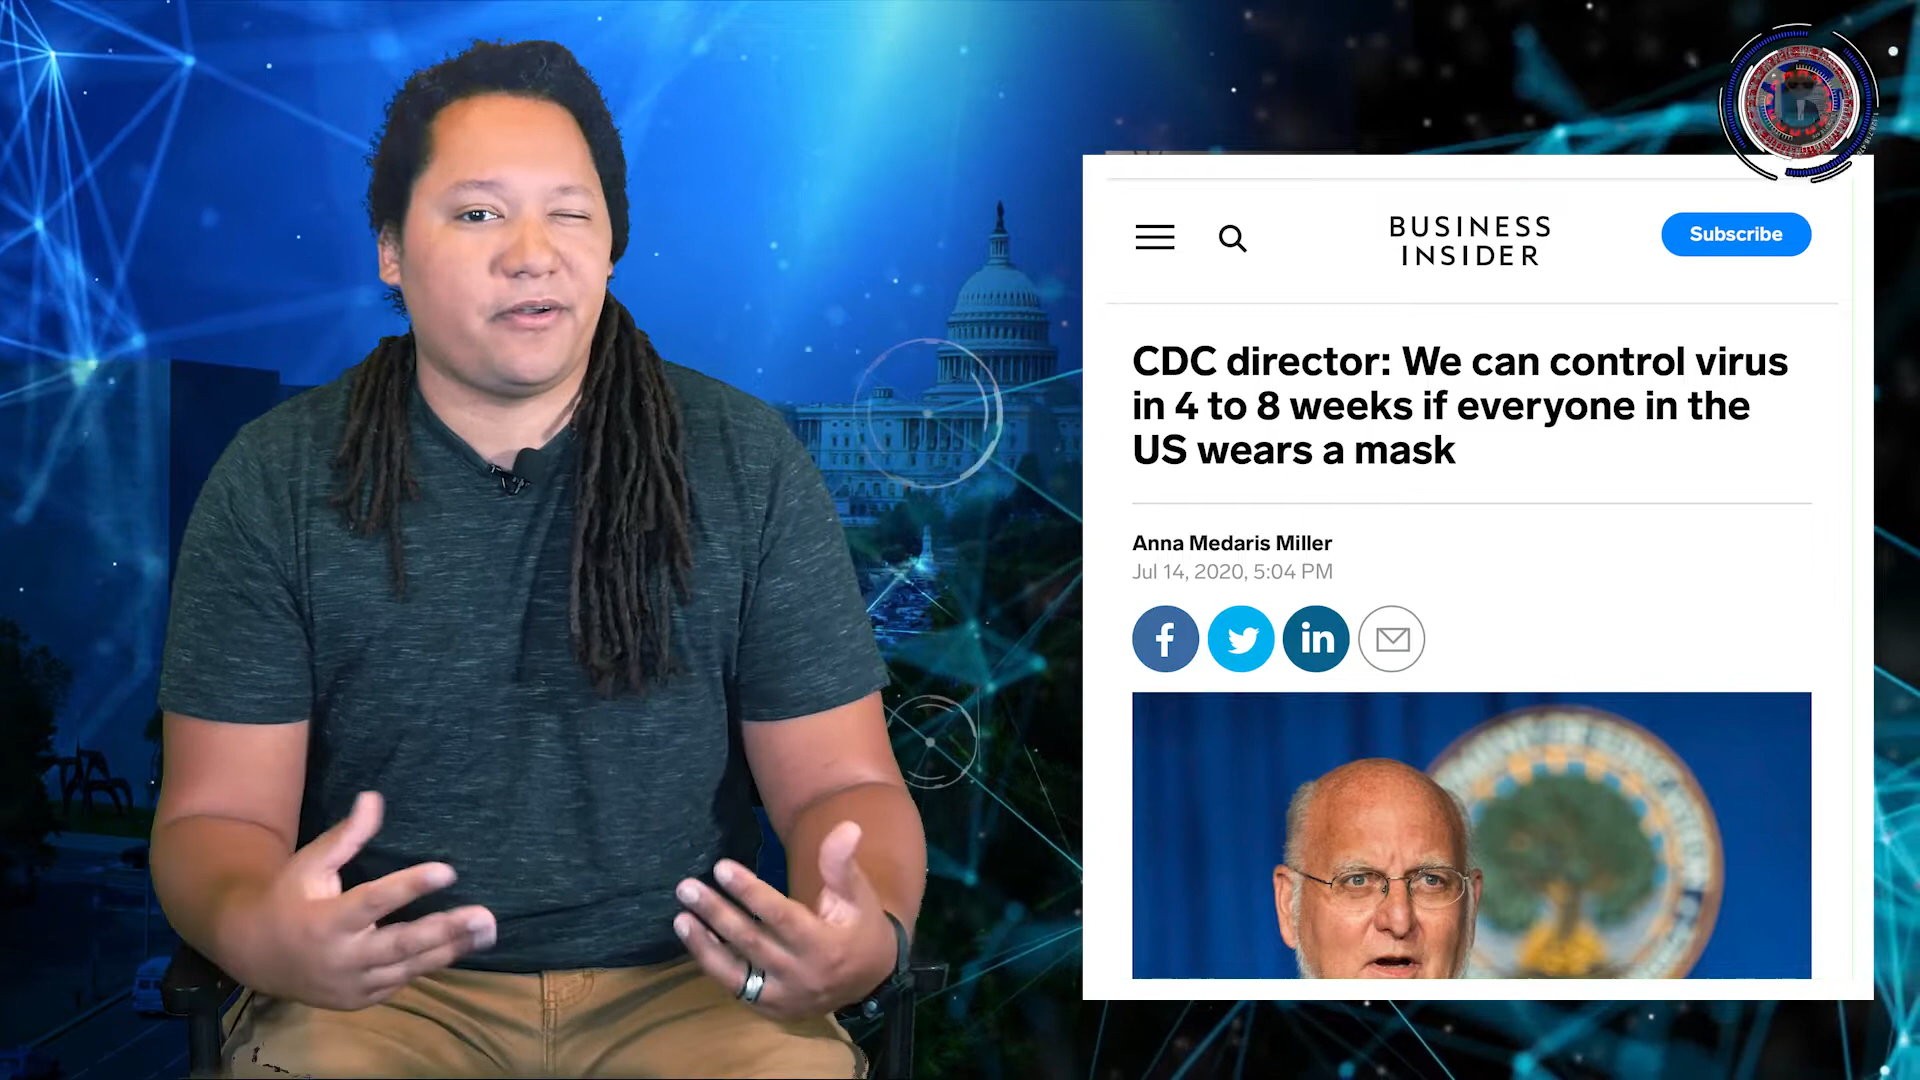 BUSINESS
INSIDER
Subscribe
CDC director: We can control virus
in 4 to 8 weeks if everyone in the
US wears a mask
Anna Medaris Miller
Jul 14, 2020, 5:04 PM